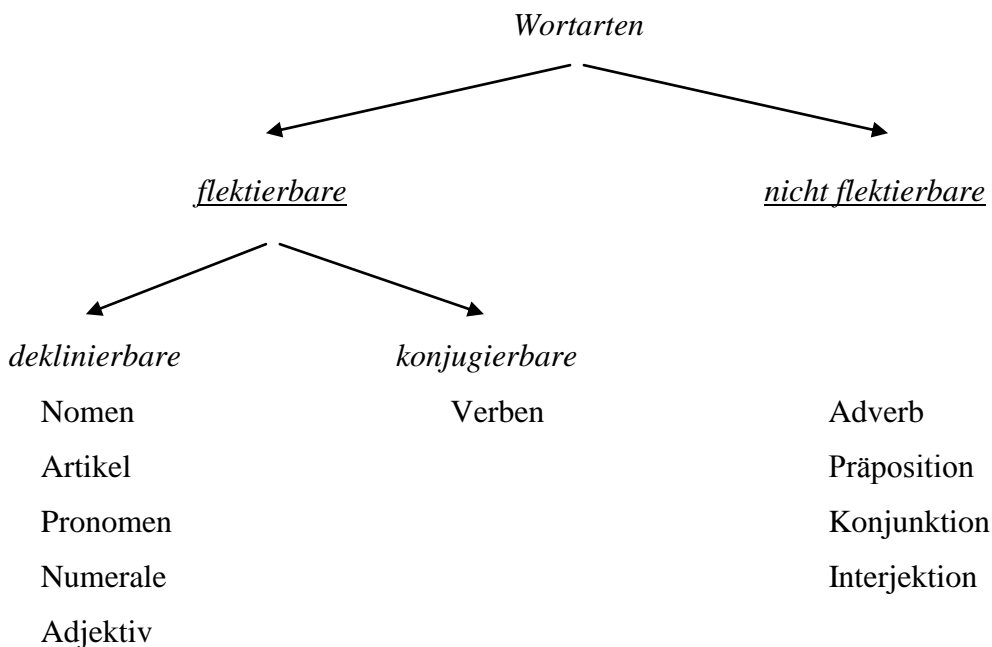 Wortarten
flektierbare nicht flektierbare
deklinierbare konjugierbare
Nomen Verben Adverb
Artikel Präposition
Pronomen Konjunktion
Numerale Interjektion
Adjektiv